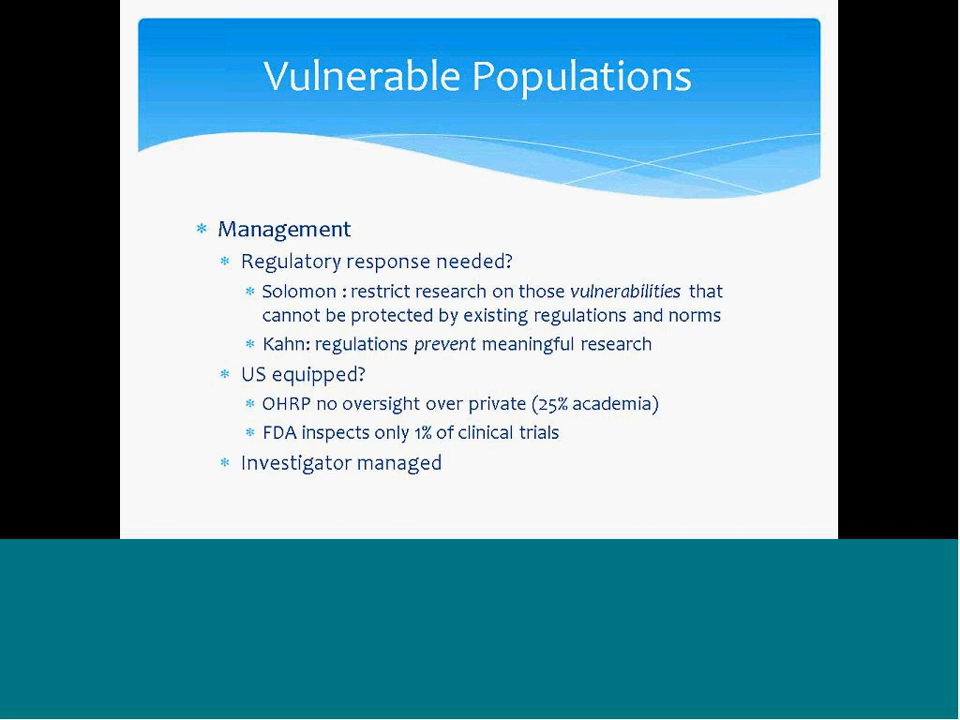 Vulnerable Populations
* Management
* Regulatory response needed?
* Solomon : restrict research on those vulnerabilities that
cannot be protected by existing regulations and norms
* Kahn: regulations prevent meaningful research
* US equipped?
* OHRP no oversight over private (25% academia)
* FDA inspects only 1% of clinical trials
* Investigator managed